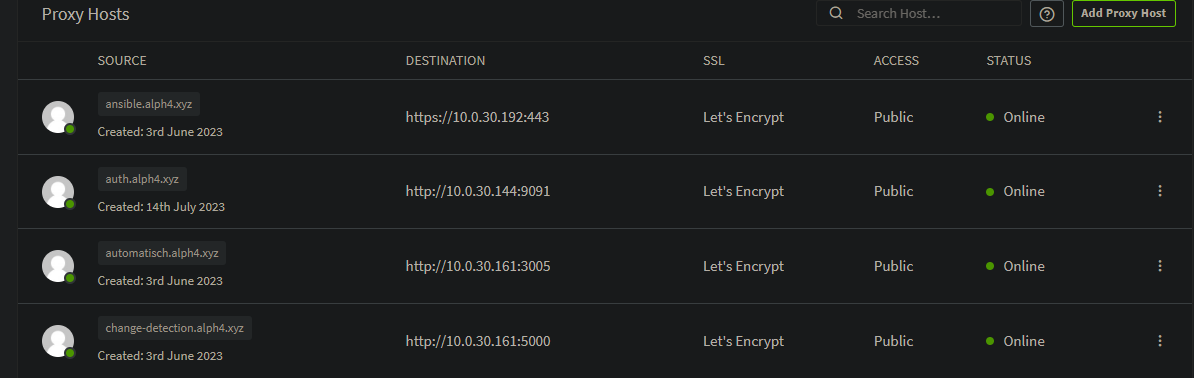 Proxy Hosts
Search Host...
Add Proxy Host
SOURCE DESTINATION SSL ACCESS STATUS
ansible.alph4.xyz
Created: 3rd June 2023
https://10.0.30.192:443 Let's Encrypt Public Online
auth.alph4.xyz
Created: 14th July 2023
http://10.0.30.144:9091 Let's Encrypt Public Online
automatisch.alph4.xyz
Created: 3rd June 2023
http://10.0.30.161:3005 Let's Encrypt Public Online
change-detection.alph4.xyz
Created: 3rd June 2023
http://10.0.30.161:5000 Let's Encrypt Public Online